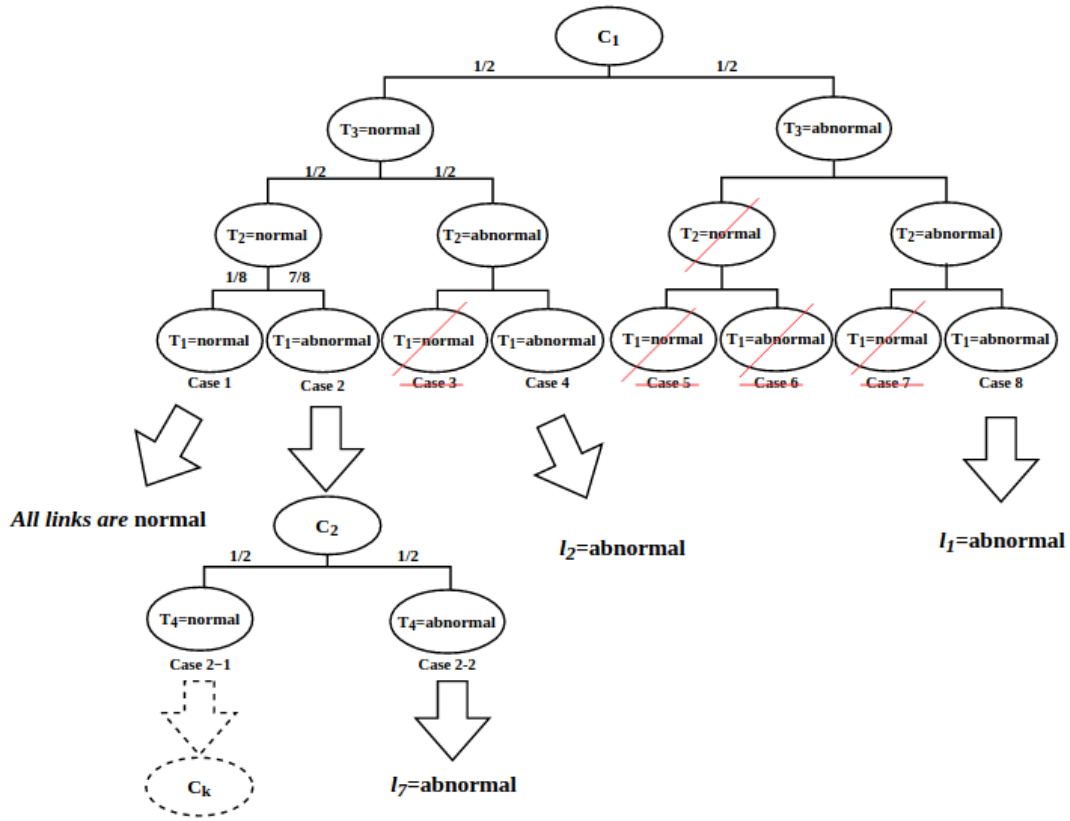 C1
1/2 1/2
T3=normal T3=abnormal
1/2 1/2
T2=normal T2=abnormal T2=normal T2=abnormal
1/8 7/8
T1=normal T1=abnormal T1=normal T1=abnormal T1=normal T1=abnormal T1=normal T1=abnormal
Case 1 Case 2 Case 3 Case 4 Case 5 Case 6 Case 7 Case 8
All links are normal
C2
l2=abnormal
l1=abnormal
1/2 1/2
T4=normal T4=abnormal
Case 2−1 Case 2-2
Ck
l7=abnormal